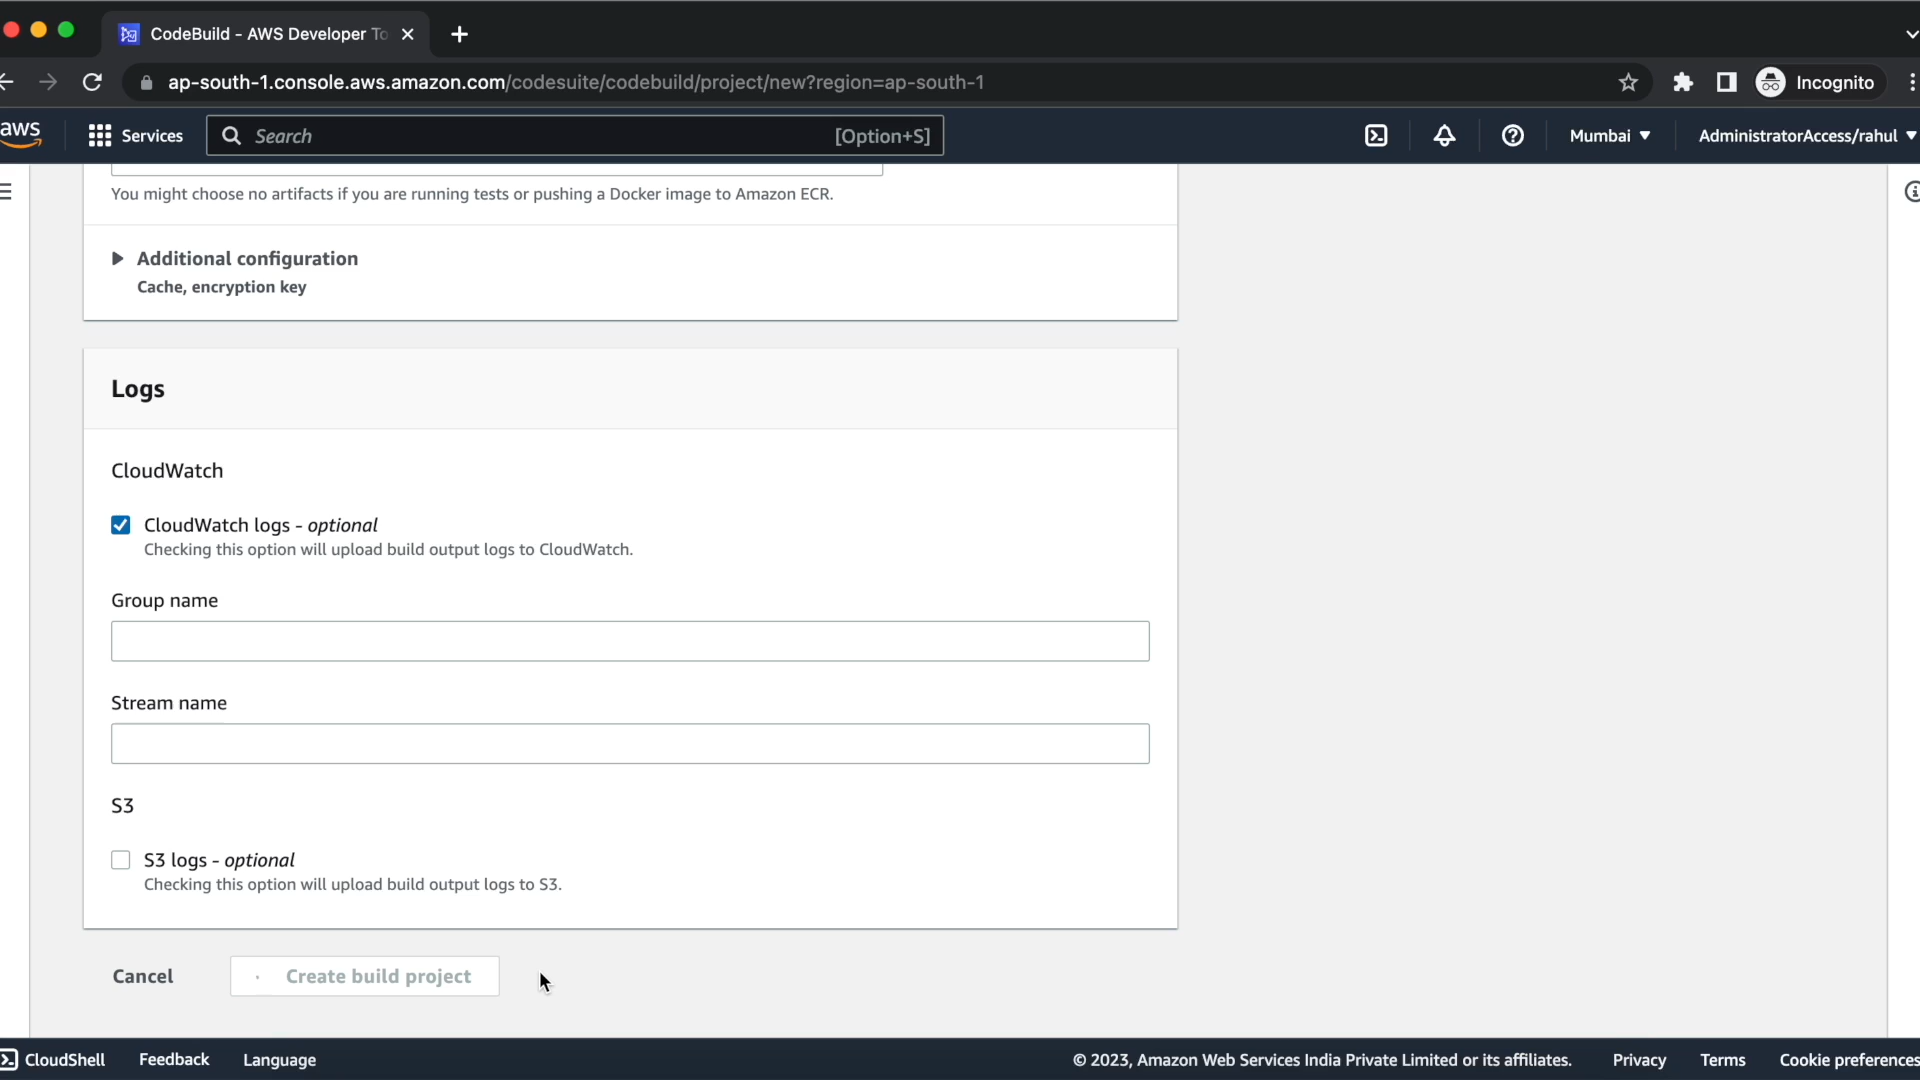 CodeBuild - AWS Developer To
ap-south-1.console.aws.amazon.com/codesuite/codebuild/project/new?region=ap-south-1
Incognito
aws
Services
Search
[Option+S]
Mumbai
AdministratorAccess/rahul
You might choose no artifacts if you are running tests or pushing a Docker image to Amazon ECR.
Additional configuration
Cache, encryption key
Logs
CloudWatch
CloudWatch logs - optional
Checking this option will upload build output logs to CloudWatch.
Group name
Stream name
S3
S3 logs - optional
Checking this option will upload build output logs to S3.
Cancel
Create build project
CloudShell
Feedback
Language
© 2023, Amazon Web Services India Private Limited or its affiliates.
Privacy
Terms
Cookie preferences